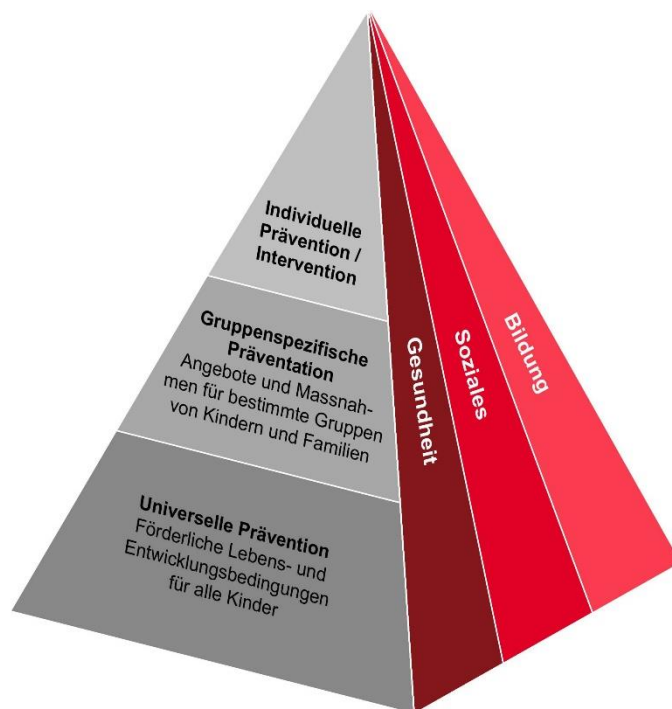 Individuelle
Prävention /
Intervention
Gruppenspezifische
Präventation
Angebote und Massnah-
men für bestimmte Gruppen
von Kindern und Familien
Universelle Prävention
Förderliche Lebens- und
Entwicklungsbedingungen
für alle Kinder
Gesundheit
Soziales
Bildung